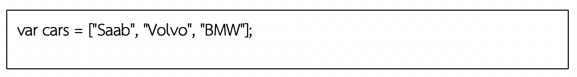 var cars = ["Saab", "Volvo", "BMW"];